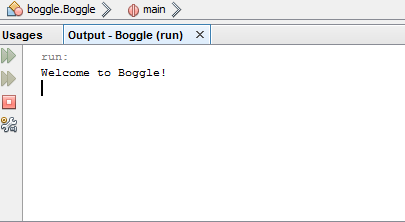 boggle.Boggle main
Usages Output - Boggle (run) ×
run:
Welcome to Boggle!